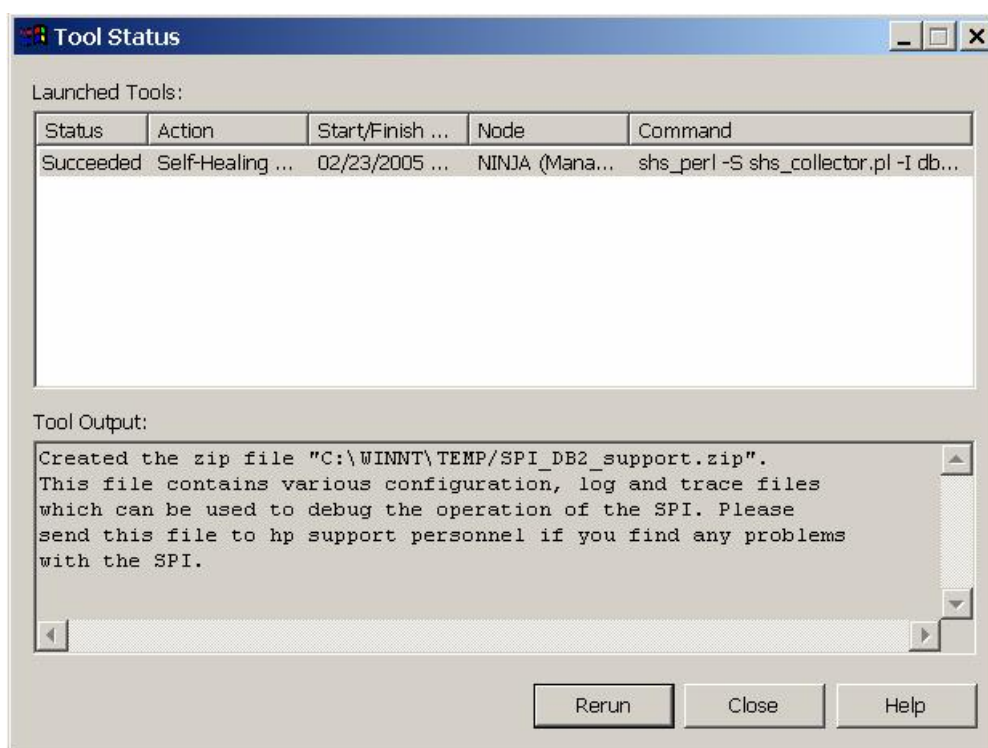 Tool Status
Launched Tools:
Status Action Start/Finish ... Node Command
Succeeded Self-Healing ... 02/23/2005 ... NINJA (Mana... shs_perl -S shs_collector.pl -I db...
Tool Output:
Created the zip file "C:\WINNT\TEMP/SPI_DB2_support.zip".
This file contains various configuration, log and trace files
which can be used to debug the operation of the SPI. Please
send this file to hp support personnel if you find any problems
with the SPI.
Rerun Close Help